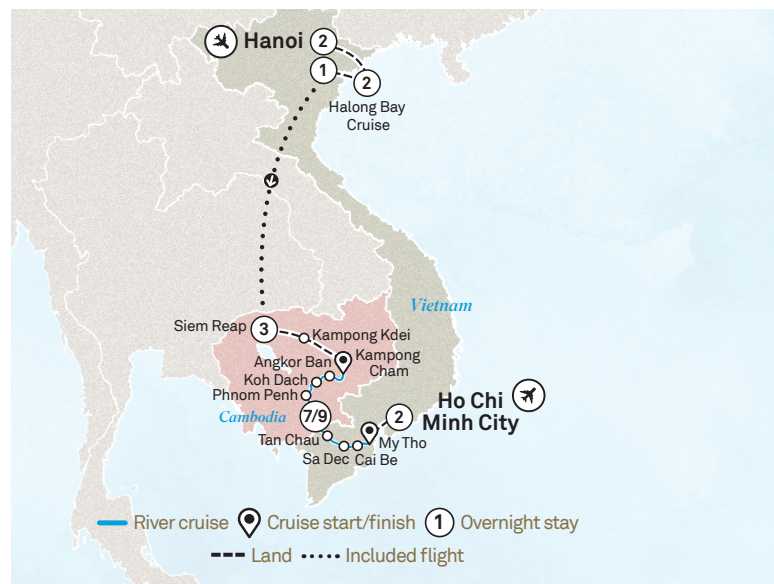 Hanoi
2
1
2
Halong Bay
Cruise
Vietnam
Siem Reap
3
Kampong Kdei
Angkor Ban
Kampong
Cham
Koh Dach
Phnom Penh
Cambodia
7/9
2
Ho Chi
Minh City
Tan Chau
My Tho
Sa Dec
Cai Be
River cruise
Cruise start/finish
1
Overnight stay
Land
Included flight